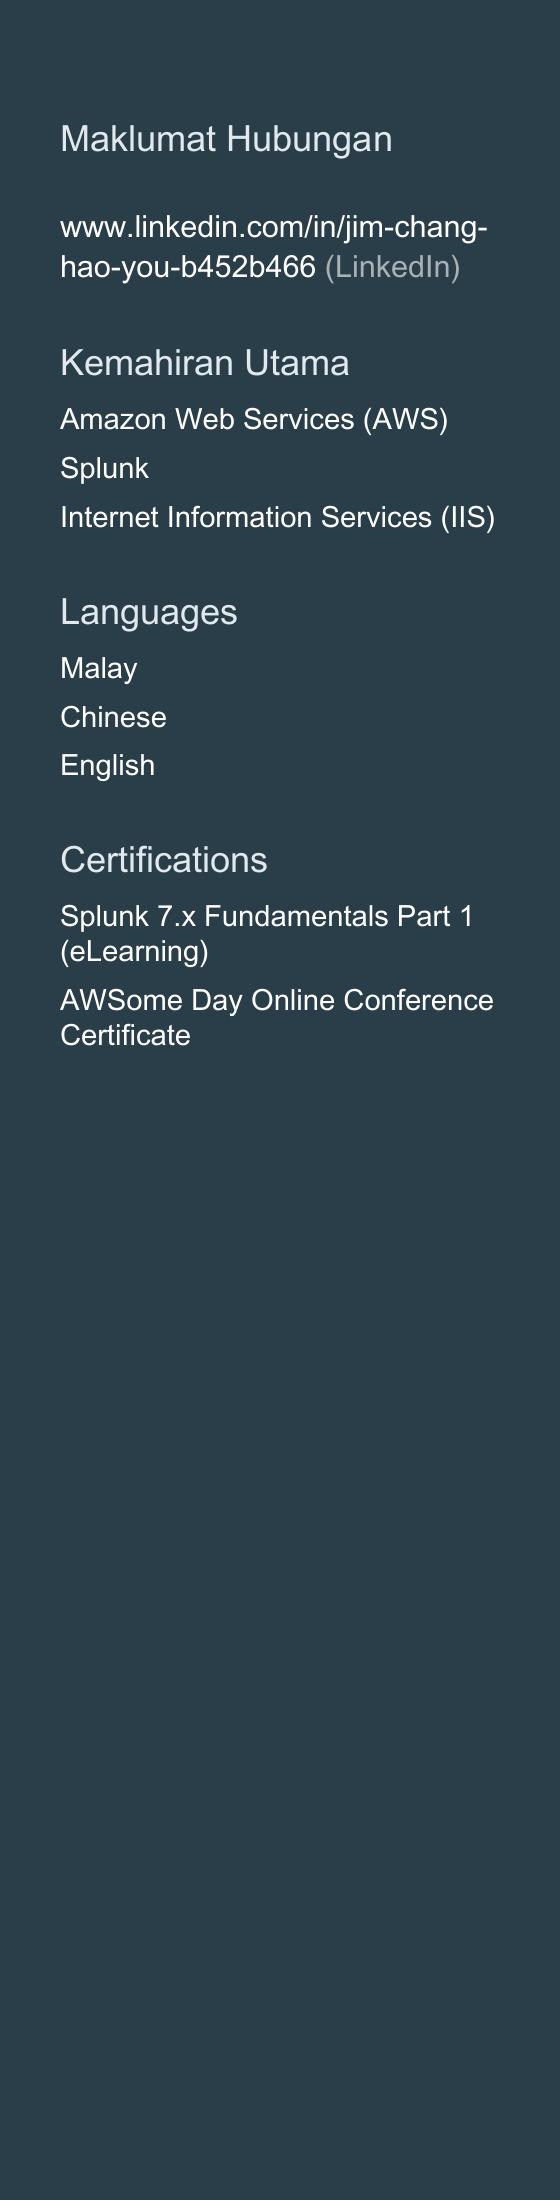 Maklumat Hubungan
www.linkedin.com/in/jim-chang-
hao-you-b452b466 (LinkedIn)
Kemahiran Utama
Amazon Web Services (AWS)
Splunk
Internet Information Services (IIS)
Languages
Malay
Chinese
English
Certifications
Splunk 7.x Fundamentals Part 1
(eLearning)
AWSome Day Online Conference
Certificate